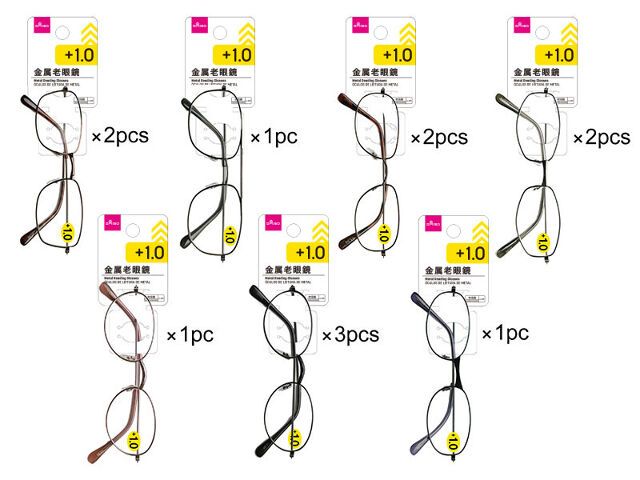 DAISO
+1.0
金属老眼鏡
Metal Reading Glasses
OCULOS DE LEITURA DE METAL
+1.0
×2pcs
DAISO
+1.0
金属老眼鏡
Metal Reading Glasses
OCULOS DE LEITURA DE METAL
+1.0
×1pc
DAISO
+1.0
金属老眼鏡
Metal Reading Glasses
OCULOS DE LEITURA DE METAL
+1.0
×2pcs
DAISO
+1.0
金属老眼鏡
Metal Reading Glasses
OCULOS DE LEITURA DE METAL
+1.0
×2pcs
DAISO
+1.0
金属老眼鏡
Metal Reading Glasses
OCULOS DE LEITURA DE METAL
+1.0
×1pc
DAISO
+1.0
金属老眼鏡
Metal Reading Glasses
OCULOS DE LEITURA DE METAL
+1.0
×3pcs
DAISO
+1.0
金属老眼鏡
Metal Reading Glasses
OCULOS DE LEITURA DE METAL
+1.0
×1pc